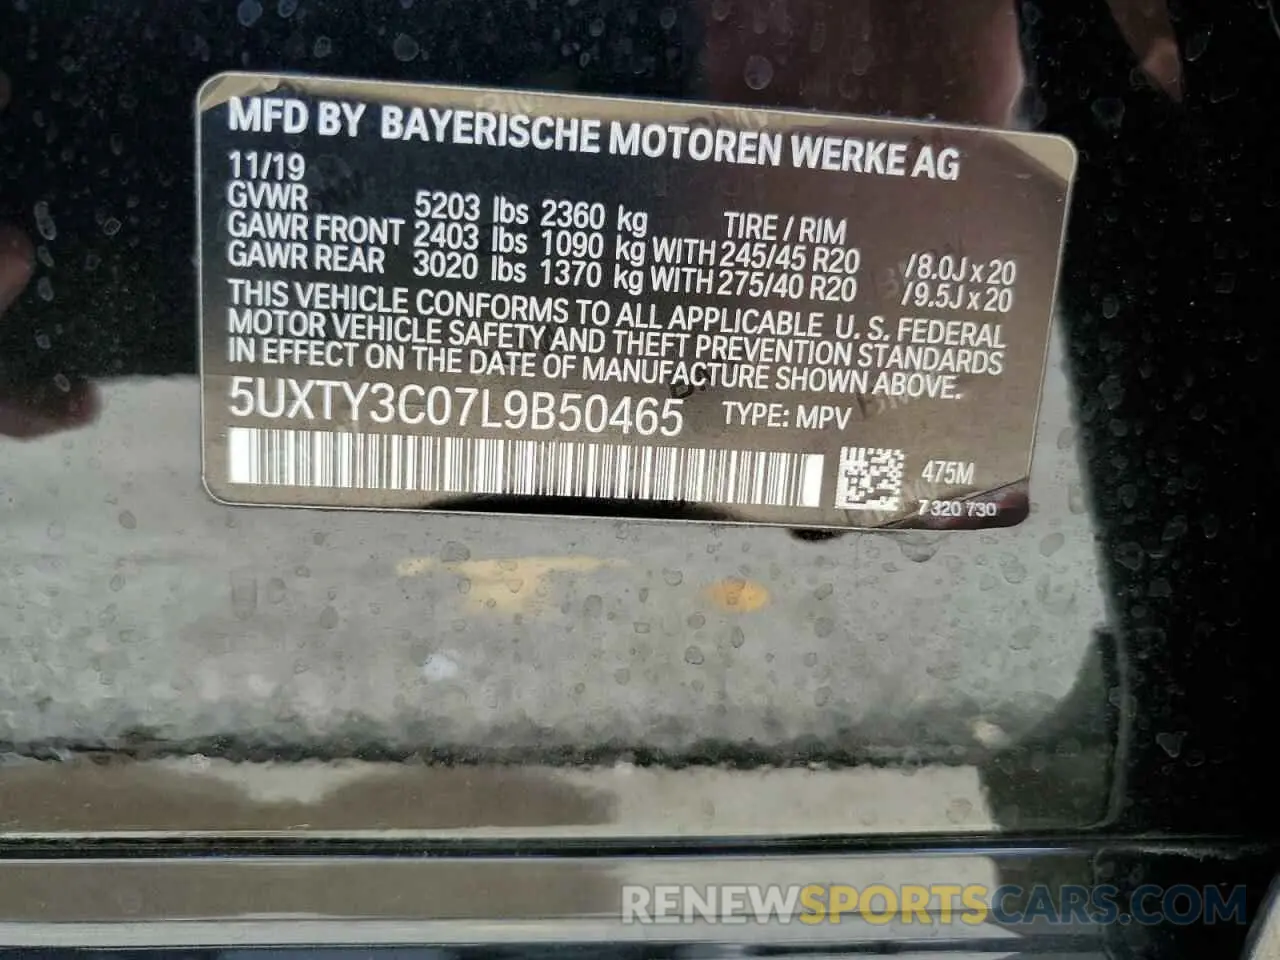 MFD BY BAYERISCHE MOTOREN WERKE AG
11/19
GVWR 5203 lbs 2360 kg TIRE / RIM
GAWR FRONT 2403 lbs 1090 kg WITH 245/45 R20 /8.0J x 20
GAWR REAR 3020 lbs 1370 kg WITH 275/40 R20 /9.5J x 20
THIS VEHICLE CONFORMS TO ALL APPLICABLE U. S. FEDERAL
MOTOR VEHICLE SAFETY AND THEFT PREVENTION STANDARDS
IN EFFECT ON THE DATE OF MANUFACTURE SHOWN ABOVE.
5UXTY3C07L9B50465 TYPE: MPV
475M
7 320 730
RENEWSPORTSCARS.COM